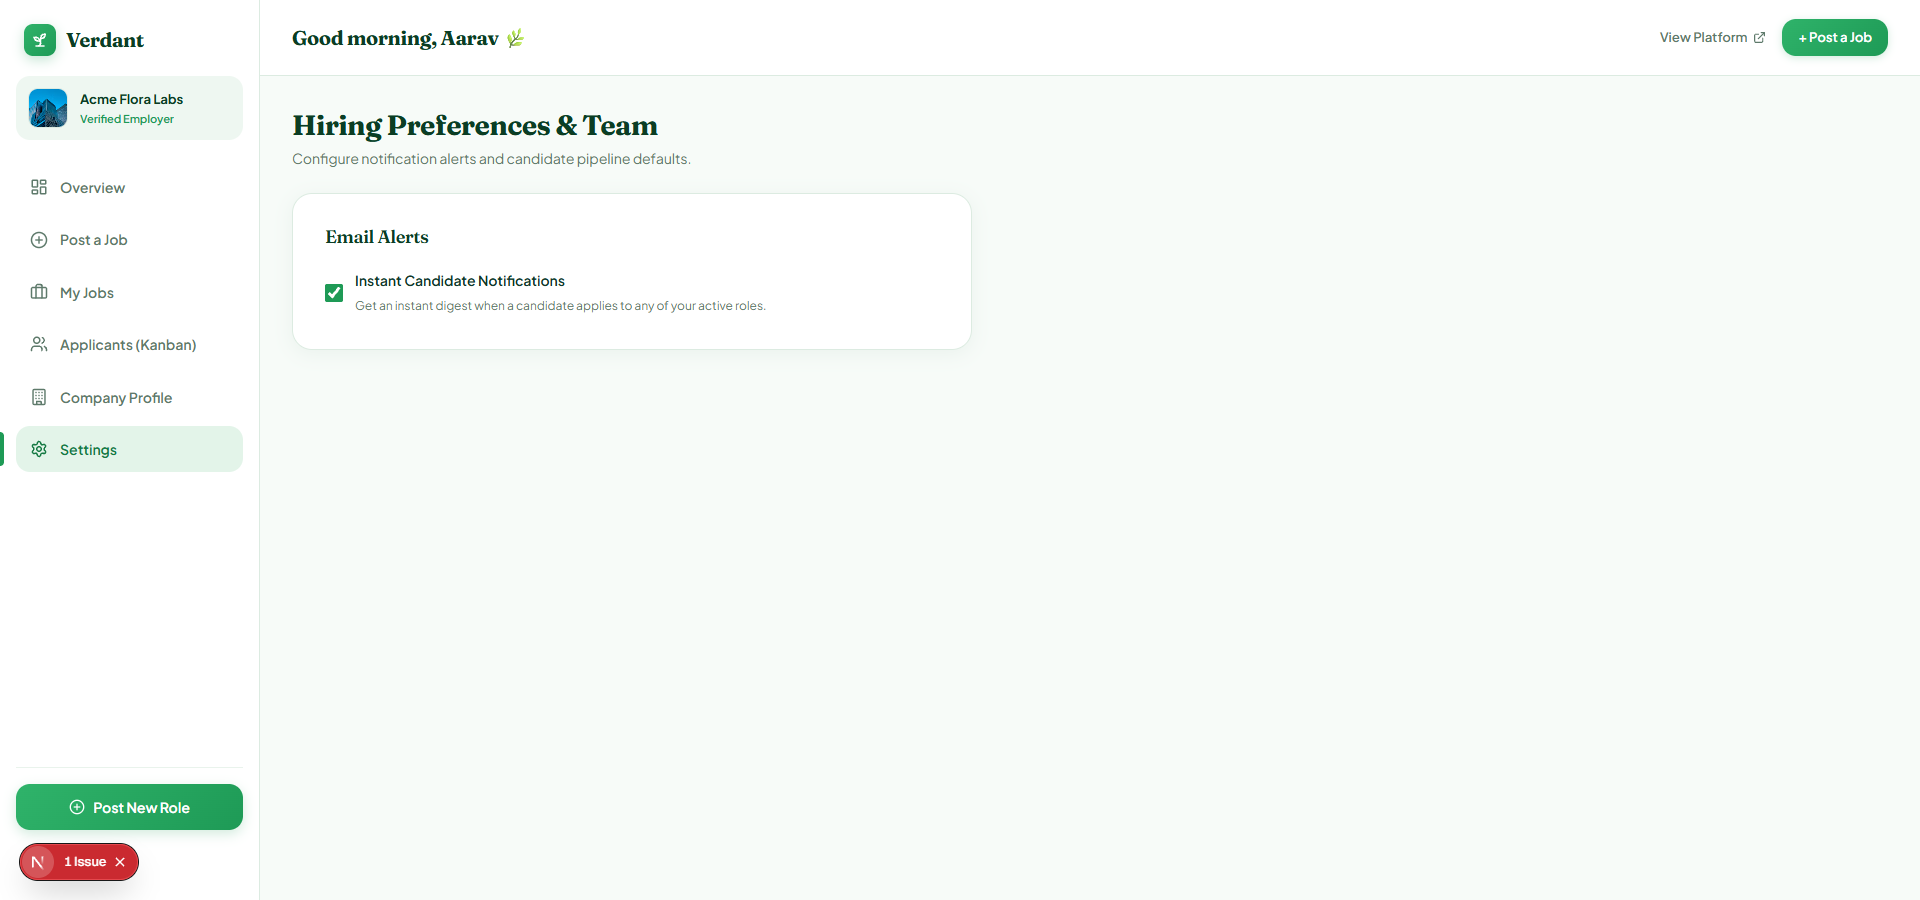 Verdant
Acme Flora Labs
Verified Employer
Overview
Post a Job
My Jobs
Applicants (Kanban)
Company Profile
Settings
Post New Role
N
1 Issue
Good morning, Aarav 🌿
View Platform
+ Post a Job
Hiring Preferences & Team
Configure notification alerts and candidate pipeline defaults.
Email Alerts
Instant Candidate Notifications
Get an instant digest when a candidate applies to any of your active roles.